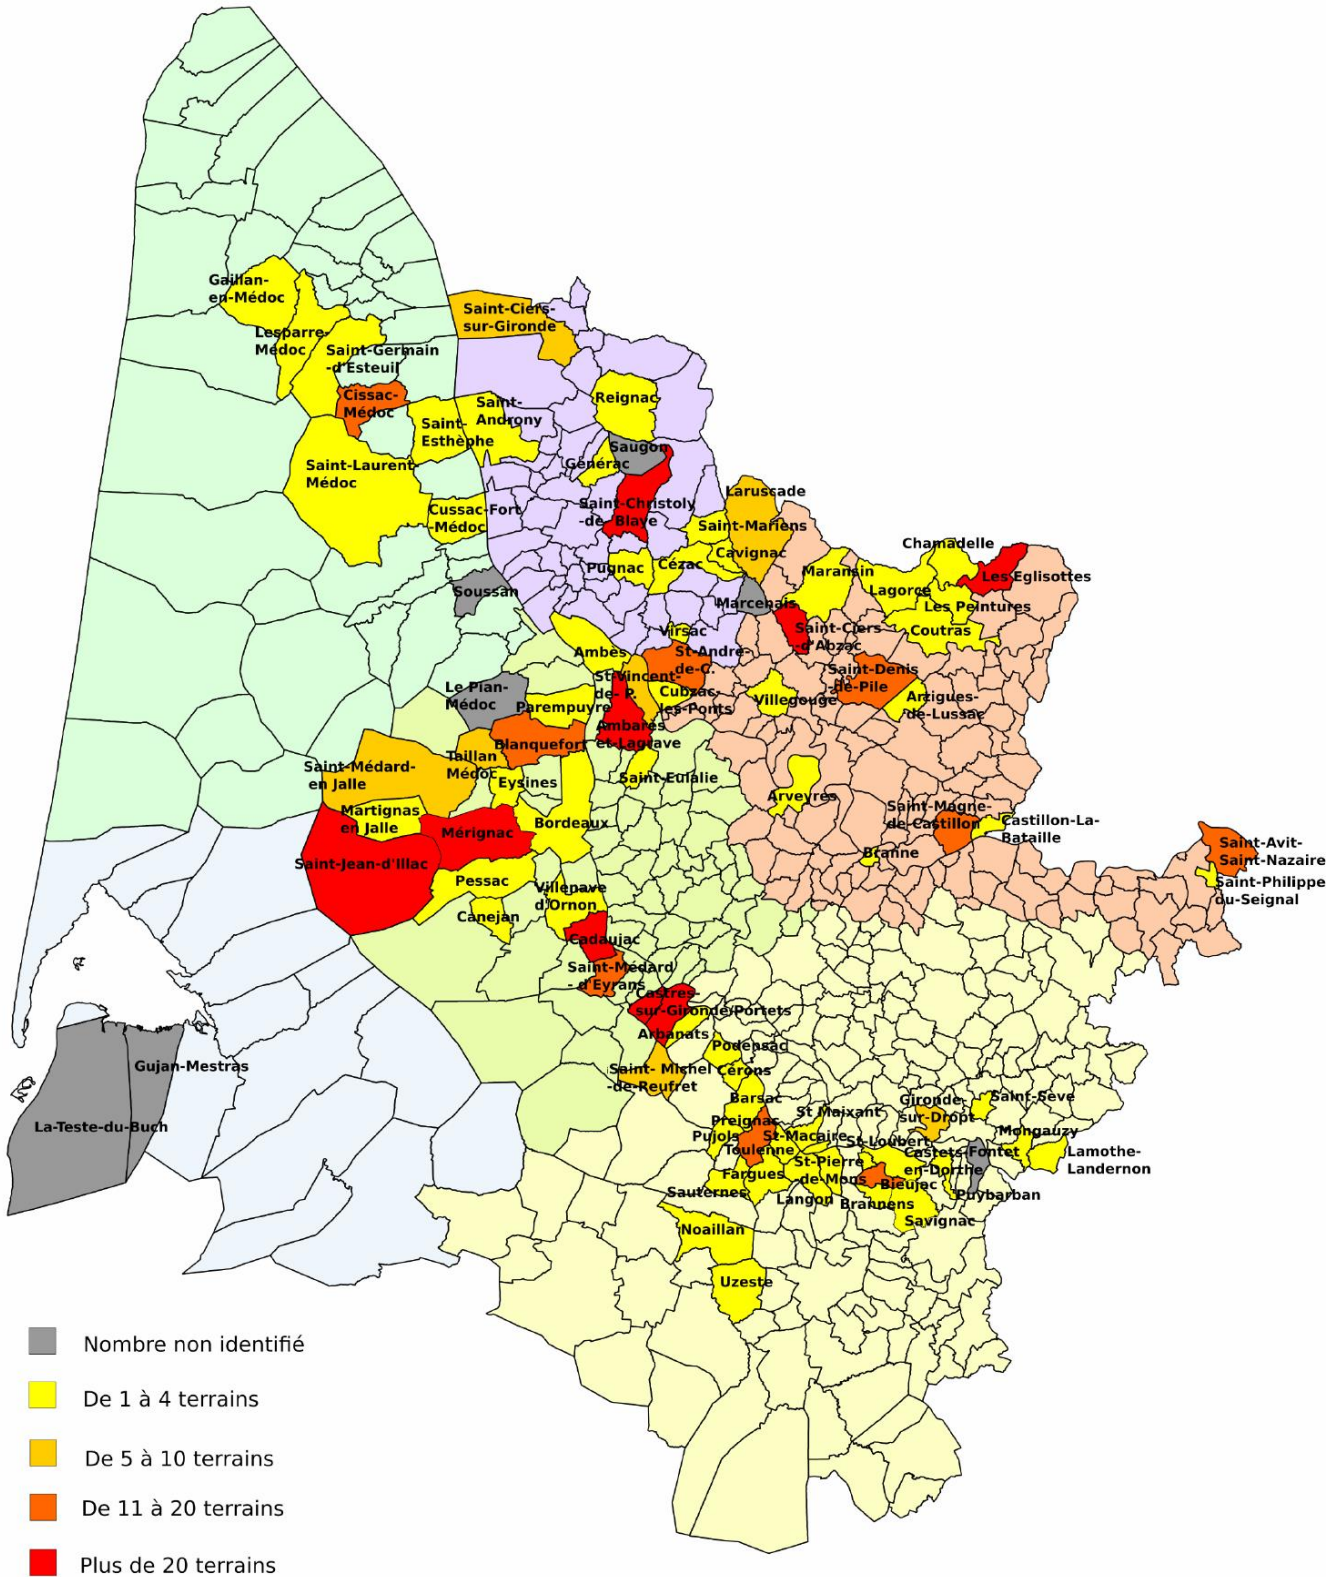 Gaillan-
en-Médoc
Lesparre-
Médoc
Saint-Germain
-d'Esteuil
Cissac-
Médoc
Saint-Ciers-
sur-Gironde
Saint-
Androny
Saint-
Esthèphe
Reignac
Saugon
Générac
Saint-Laurent-
Médoc
Cussac-Fort
-Médoc
Saint-Christoly
-de- Blaye
Laruscade
Saint-Mariens
Cavignac
Cézac
Pugnac
Soussan
Marcenais
Maransin
Chamadelle
Les Eglisottes
Lagorce
Les Peintures
Coutras
Virsac
Saint-Ciers
-d'Abzac
Ambès
St-André-
de-C.
Saint-Denis
de-Pile
St-Vincent-
de- P.
Le Pian-
Médoc
Parempuyre
Cubzac-
les-Ponts
Villegouge
Artigues-
de-Lussac
Ambarès
et-Lagrave
Blanquefort
Taillan
Médoc
Saint-Médard-
en Jalle
Eysines
Saint-Eulalie
Arveyres
Martignas
en Jalle
Mérignac
Bordeaux
Saint-Magne-
de-Castillon
Castillon-La-
Bataille
Branne
Saint-Avit-
Saint-Nazaire
Saint-Philippe
du-Seignal
Saint-Jean-d'Illac
Pessac
Villenave
d'Ornon
Canejan
Cadaujac
Saint-Médard
- d'Eyrans
Castres-
sur-Gironde/Portets
Arbanats
Podensac
Saint- Michel
-de-Reufret
Cérons
Gujan-Mestras
La-Teste-du-Buch
Barsac
Preignac
Pujols
St Maixant
St-Macaire
Toulenne
St-Loubert
Gironde-
sur-Dropt
Saint-Sève
Mongauzy
Lamothe-
Landernon
Castets-
en-Dorthe
Fontet
Fargues
St-Pierre
de-Mons
Bieujac
Puybarban
Sauternes
Langon
Brannens
Savignac
Noaillan
Uzeste
Nombre non identifié
De 1 à 4 terrains
De 5 à 10 terrains
De 11 à 20 terrains
Plus de 20 terrains